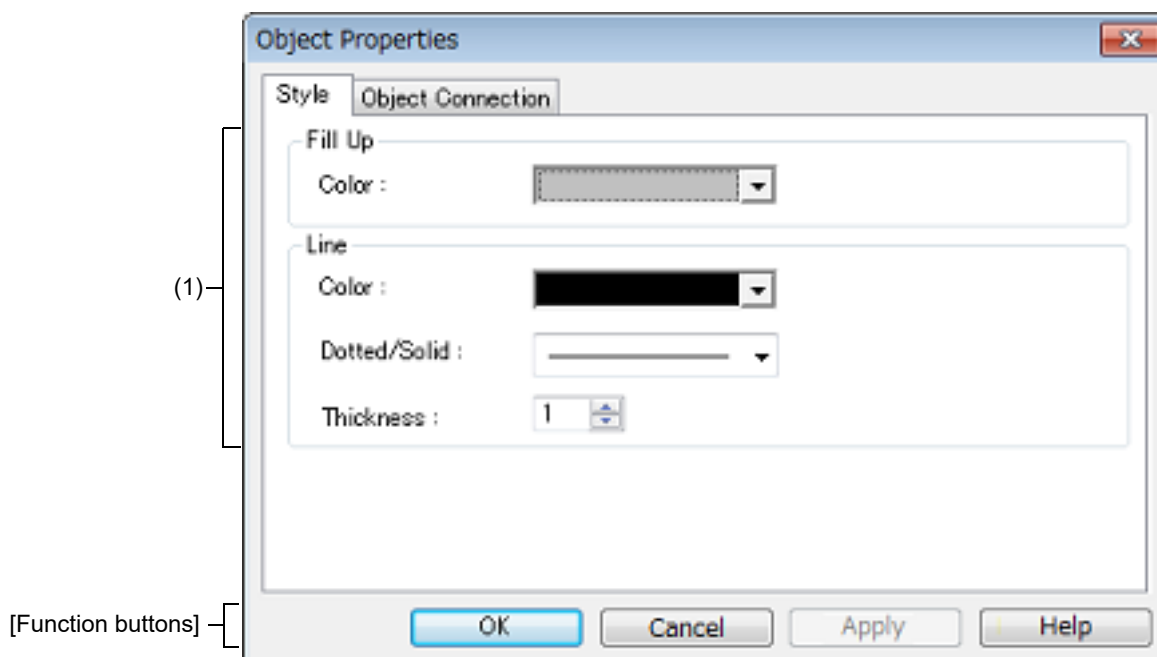 Object Properties
Style
Object Connection
Fill Up
Color :
Line
Color :
(1)
Dotted/Solid :
Thickness :
1
[Function buttons]
OK
Cancel
Apply
Help